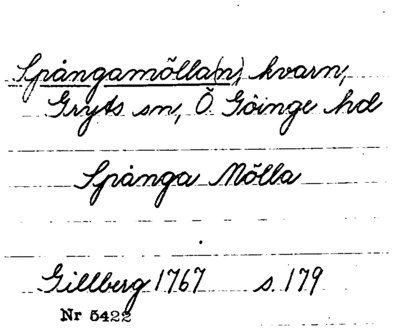 Spångamölla(n), kvarn,
Gryts sn, Ö. Göinge hd
Spånga Mölla
Gillberg 1767 s. 179
Nr 5422